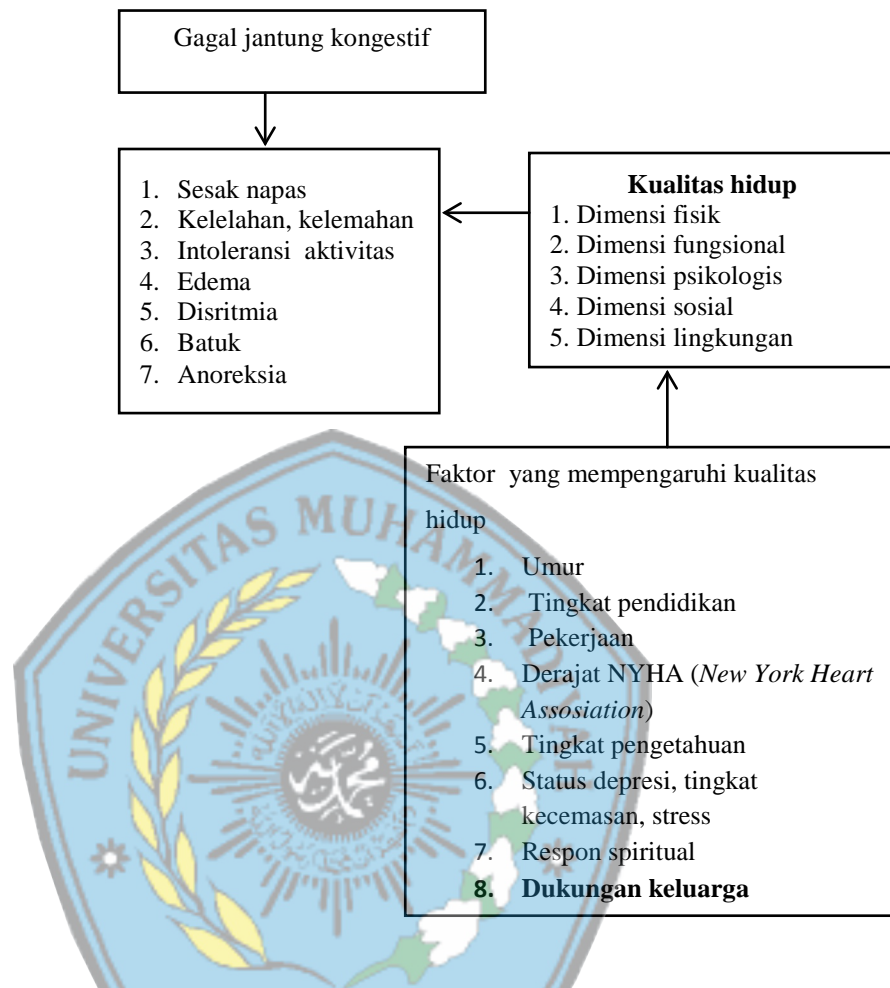 Gagal jantung kongestif
1. Sesak napas
2. Kelelahan, kelemahan
3. Intoleransi aktivitas
4. Edema
5. Disritmia
6. Batuk
7. Anoreksia
Kualitas hidup
1. Dimensi fisik
2. Dimensi fungsional
3. Dimensi psikologis
4. Dimensi sosial
5. Dimensi lingkungan
Faktor yang mempengaruhi kualitas
hidup
1. Umur
2. Tingkat pendidikan
3. Pekerjaan
4. Derajat NYHA (New York Heart
Assosiation)
5. Tingkat pengetahuan
6. Status depresi, tingkat
kecemasan, stress
7. Respon spiritual
8. Dukungan keluarga
UNIVERSITAS MUHAMMADIYAH